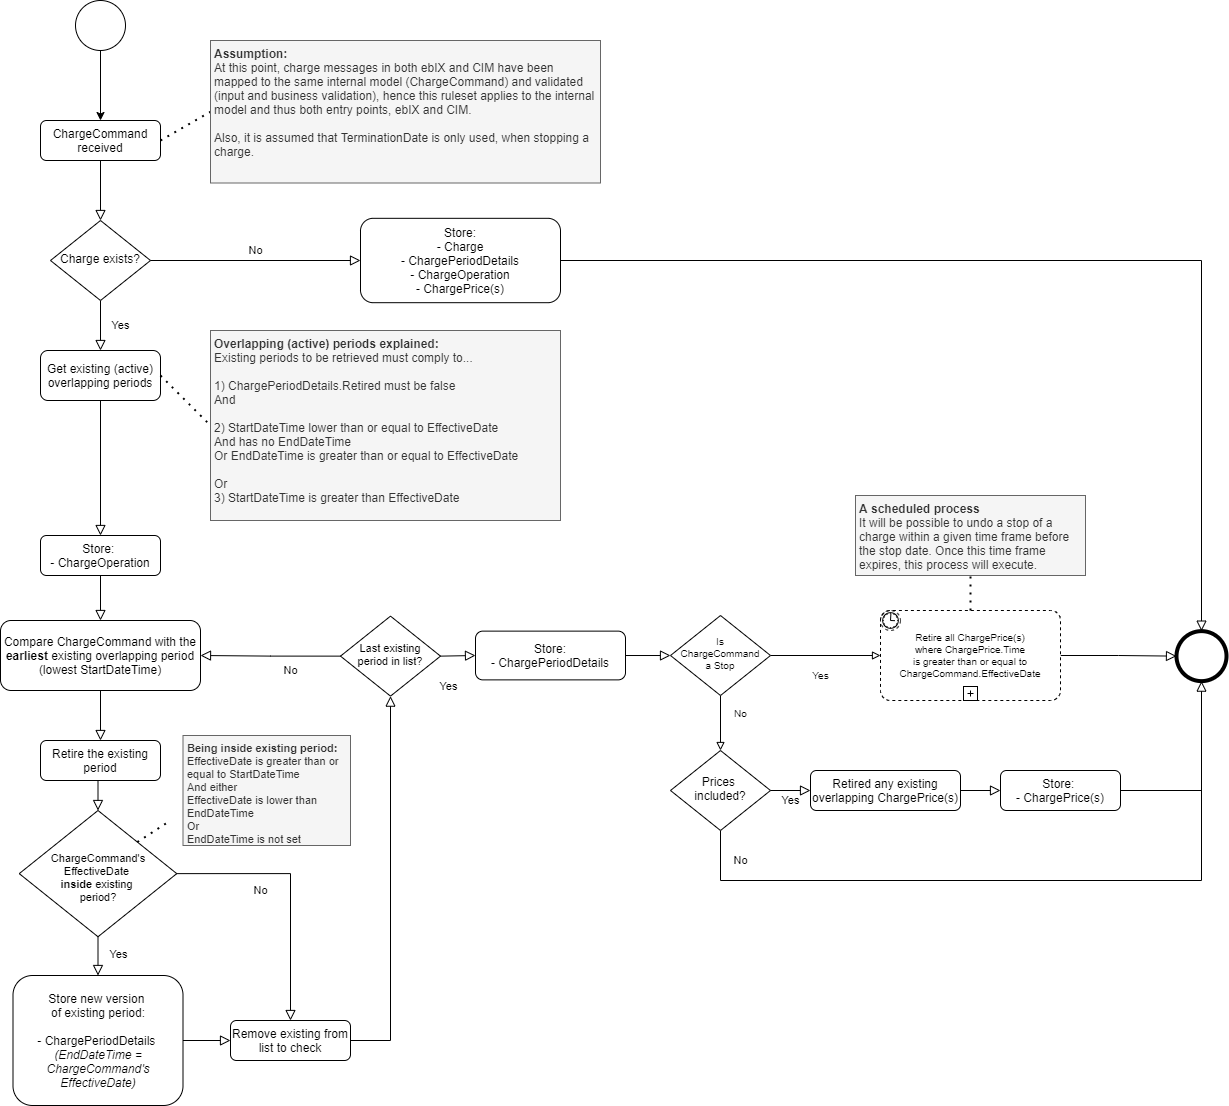 Assumption:
At this point, charge messages in both ebIX and CIM have been
mapped to the same internal model (ChargeCommand) and validated
(input and business validation), hence this ruleset applies to the internal
model and thus both entry points, ebIX and CIM.
Also, it is assumed that TerminationDate is only used, when stopping a
charge.
ChargeCommand
received
Charge exists?
No
Store:
- Charge
- ChargePeriodDetails
- ChargeOperation
- ChargePrice(s)
Yes
Get existing (active)
overlapping periods
Overlapping (active) periods explained:
Existing periods to be retrieved must comply to...
1) ChargePeriodDetails.Retired must be false
And
2) StartDateTime lower than or equal to EffectiveDate
And has no EndDateTime
Or EndDateTime is greater than or equal to EffectiveDate
Or
3) StartDateTime is greater than EffectiveDate
A scheduled process
It will be possible to undo a stop of a
charge within a given time frame before
the stop date. Once this time frame
expires, this process will execute.
Store:
- ChargeOperation
Compare ChargeCommand with the
earliest existing overlapping period
(lowest StartDateTime)
No
Last existing
period in list?
Yes
Store:
- ChargePeriodDetails
Is
ChargeCommand
a Stop
Yes
Retire all ChargePrice(s)
where ChargePrice.Time
is greater than or equal to
ChargeCommand.EffectiveDate
+
No
Retire the existing
period
Being inside existing period:
EffectiveDate is greater than or
equal to StartDateTime
And either
EffectiveDate is lower than
EndDateTime
Or
EndDateTime is not set
Prices
included?
Yes
Retired any existing
overlapping ChargePrice(s)
Store:
- ChargePrice(s)
No
ChargeCommand's
EffectiveDate
inside existing
period?
No
Yes
Store new version
of existing period:
- ChargePeriodDetails
(EndDateTime =
ChargeCommand's
EffectiveDate)
Remove existing from
list to check